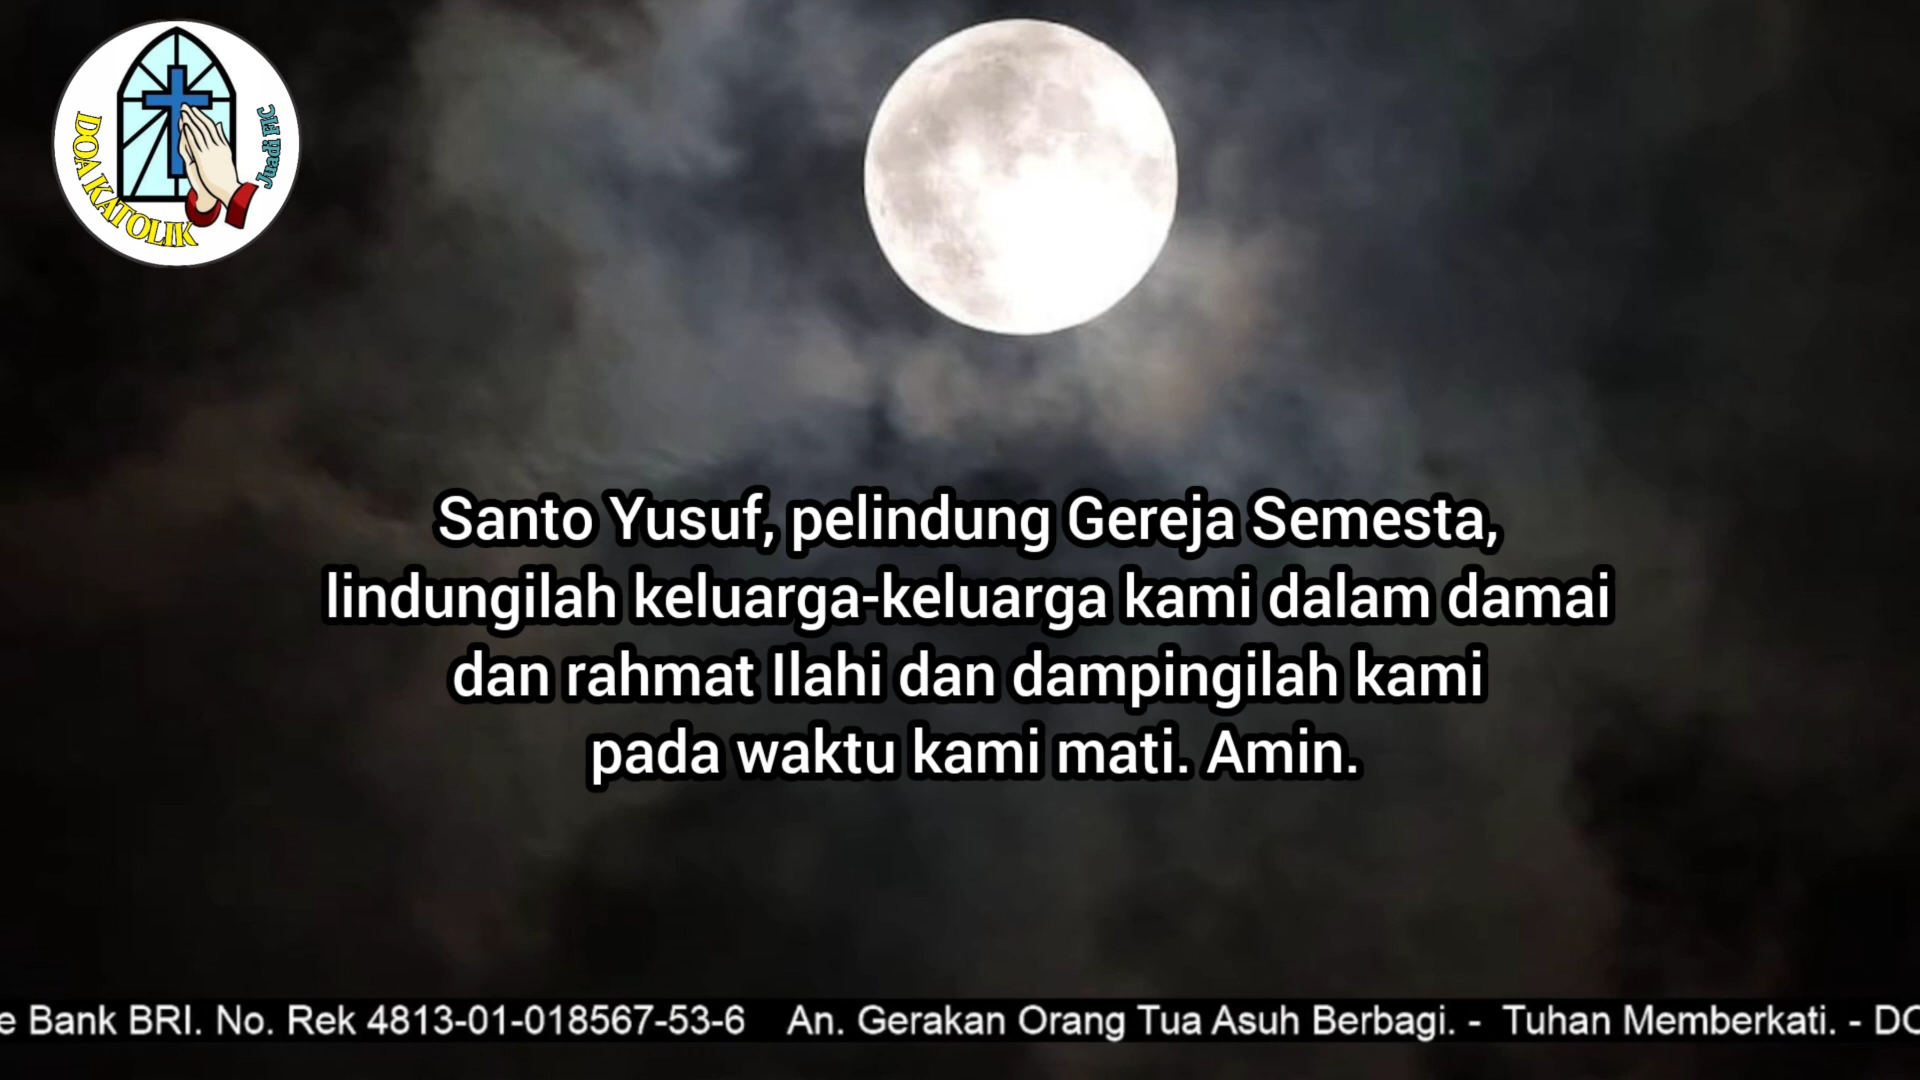 DOA KATOLIK
Juadi FIC
Santo Yusuf, pelindung Gereja Semesta,
lindungilah keluarga-keluarga kami dalam damai
dan rahmat Ilahi dan dampingilah kami
pada waktu kami mati. Amin.
e Bank BRI. No. Rek 4813-01-018567-53-6 An. Gerakan Orang Tua Asuh Berbagi. - Tuhan Memberkati. - DO